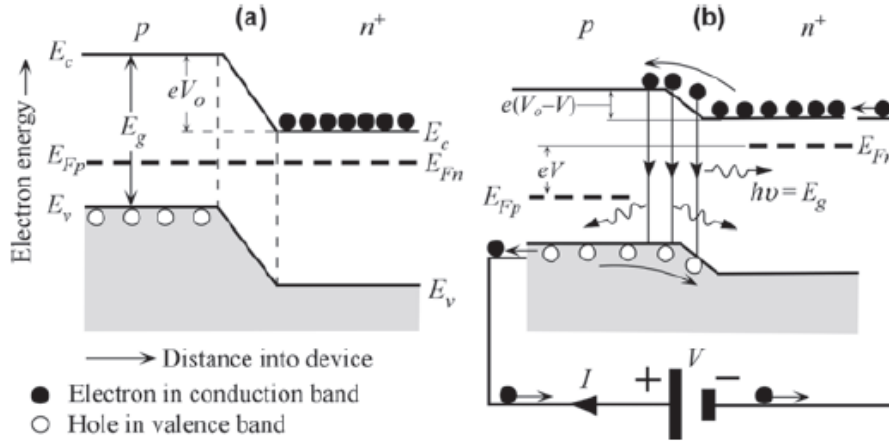 (a)
p
n+
Ec
eVo
Eg
Ec
EFp
EFn
Ev
Ev
Electron energy
Distance into device
Electron in conduction band
Hole in valence band
(b)
p
n+
e(Vo–V)
EFn
eV
hυ = Eg
EFp
I
+
V
–